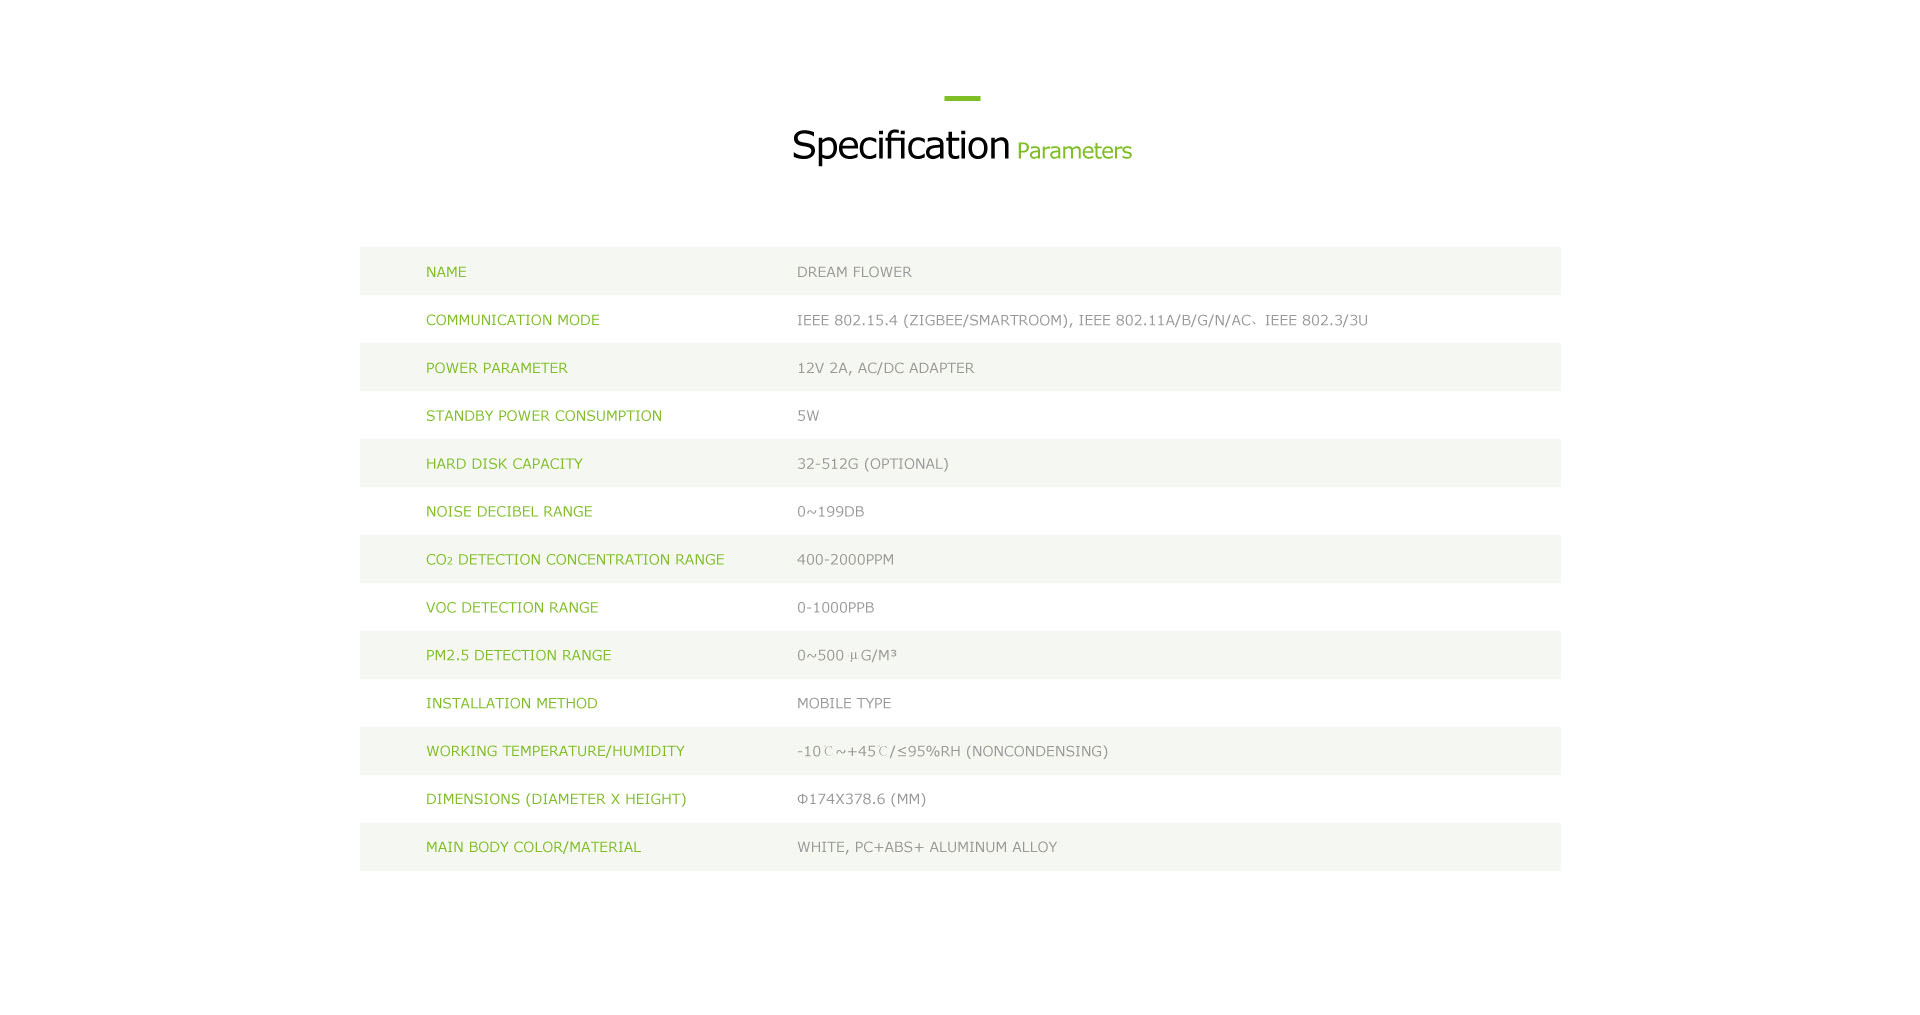 Specification Parameters
NAME DREAM FLOWER
COMMUNICATION MODE IEEE 802.15.4 (ZIGBEE/SMARTROOM), IEEE 802.11A/B/G/N/AC、IEEE 802.3/3U
POWER PARAMETER 12V 2A, AC/DC ADAPTER
STANDBY POWER CONSUMPTION 5W
HARD DISK CAPACITY 32-512G (OPTIONAL)
NOISE DECIBEL RANGE 0~199DB
CO₂ DETECTION CONCENTRATION RANGE 400-2000PPM
VOC DETECTION RANGE 0-1000PPB
PM2.5 DETECTION RANGE 0~500 μG/M³
INSTALLATION METHOD MOBILE TYPE
WORKING TEMPERATURE/HUMIDITY -10℃~+45℃/≤95%RH (NONCONDENSING)
DIMENSIONS (DIAMETER X HEIGHT) Φ174X378.6 (MM)
MAIN BODY COLOR/MATERIAL WHITE, PC+ABS+ ALUMINUM ALLOY